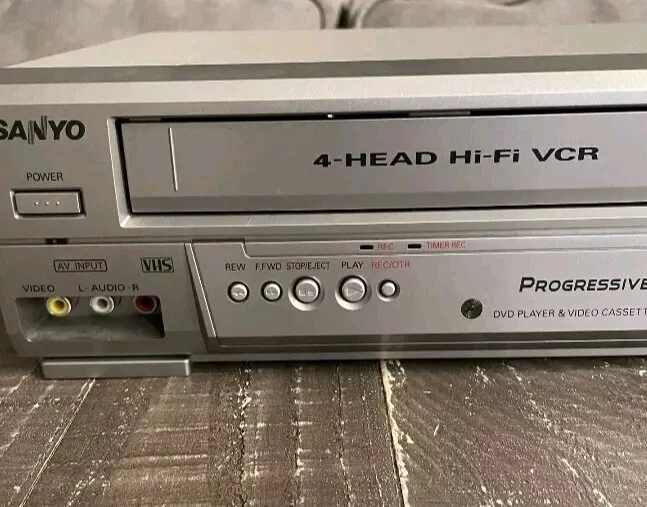 SANYO
4-HEAD Hi-Fi VCR
POWER
REC TIMER REC
AV INPUT VHS
REW F.FWD STOP/EJECT PLAY REC/OTR
VIDEO L-AUDIO-R
PROGRESSIVE
DVD PLAYER & VIDEO CASSETT